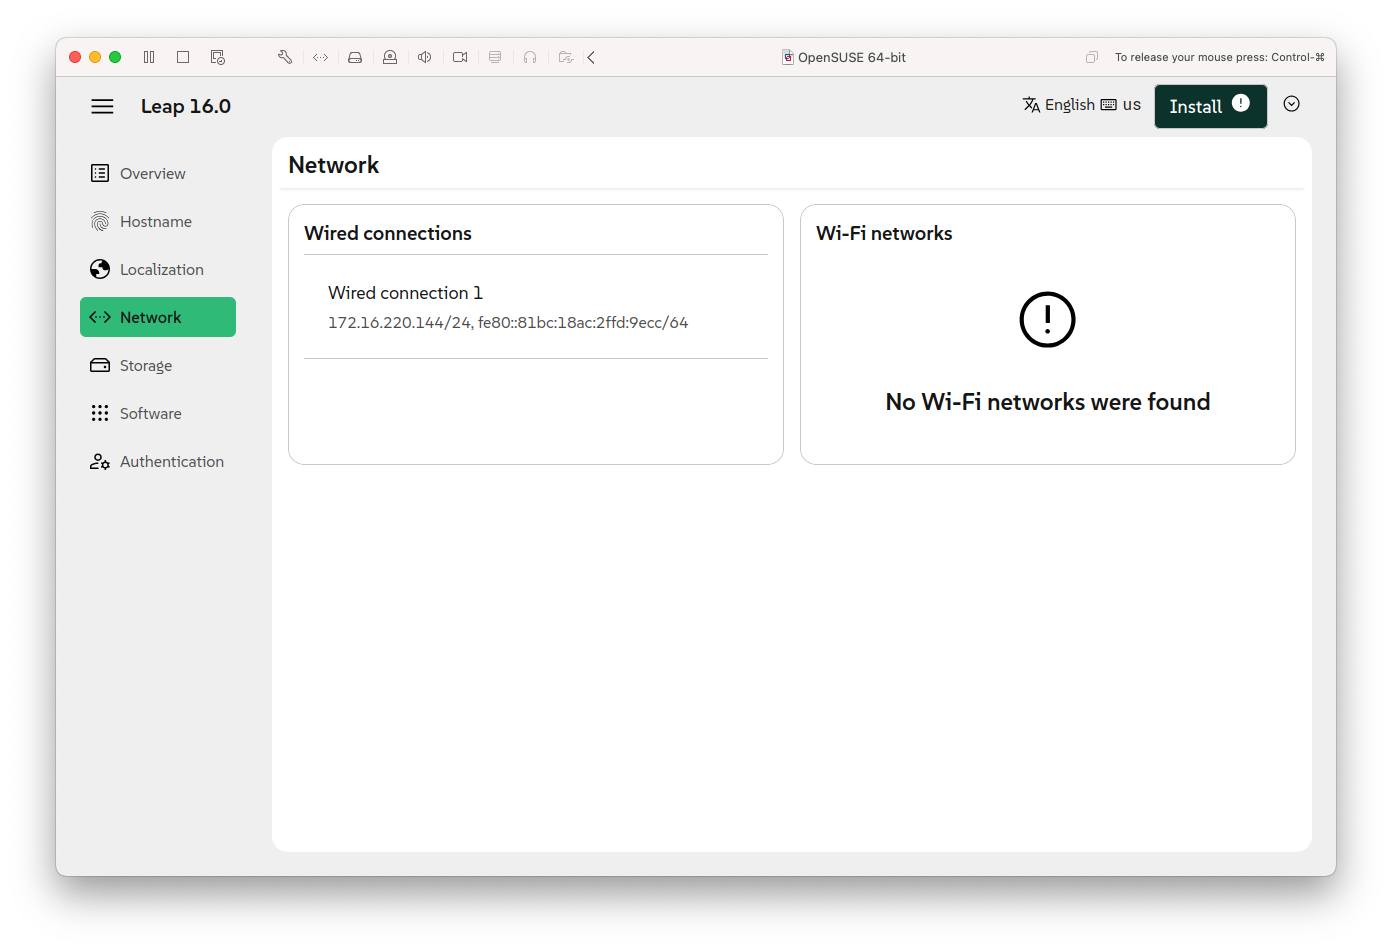 OpenSUSE 64-bit
To release your mouse press: Control-⌘
Leap 16.0
English us
Install
Overview
Hostname
Localization
Network
Storage
Software
Authentication
Network
Wired connections
Wired connection 1
172.16.220.144/24, fe80::81bc:18ac:2ffd:9ecc/64
Wi-Fi networks
No Wi-Fi networks were found